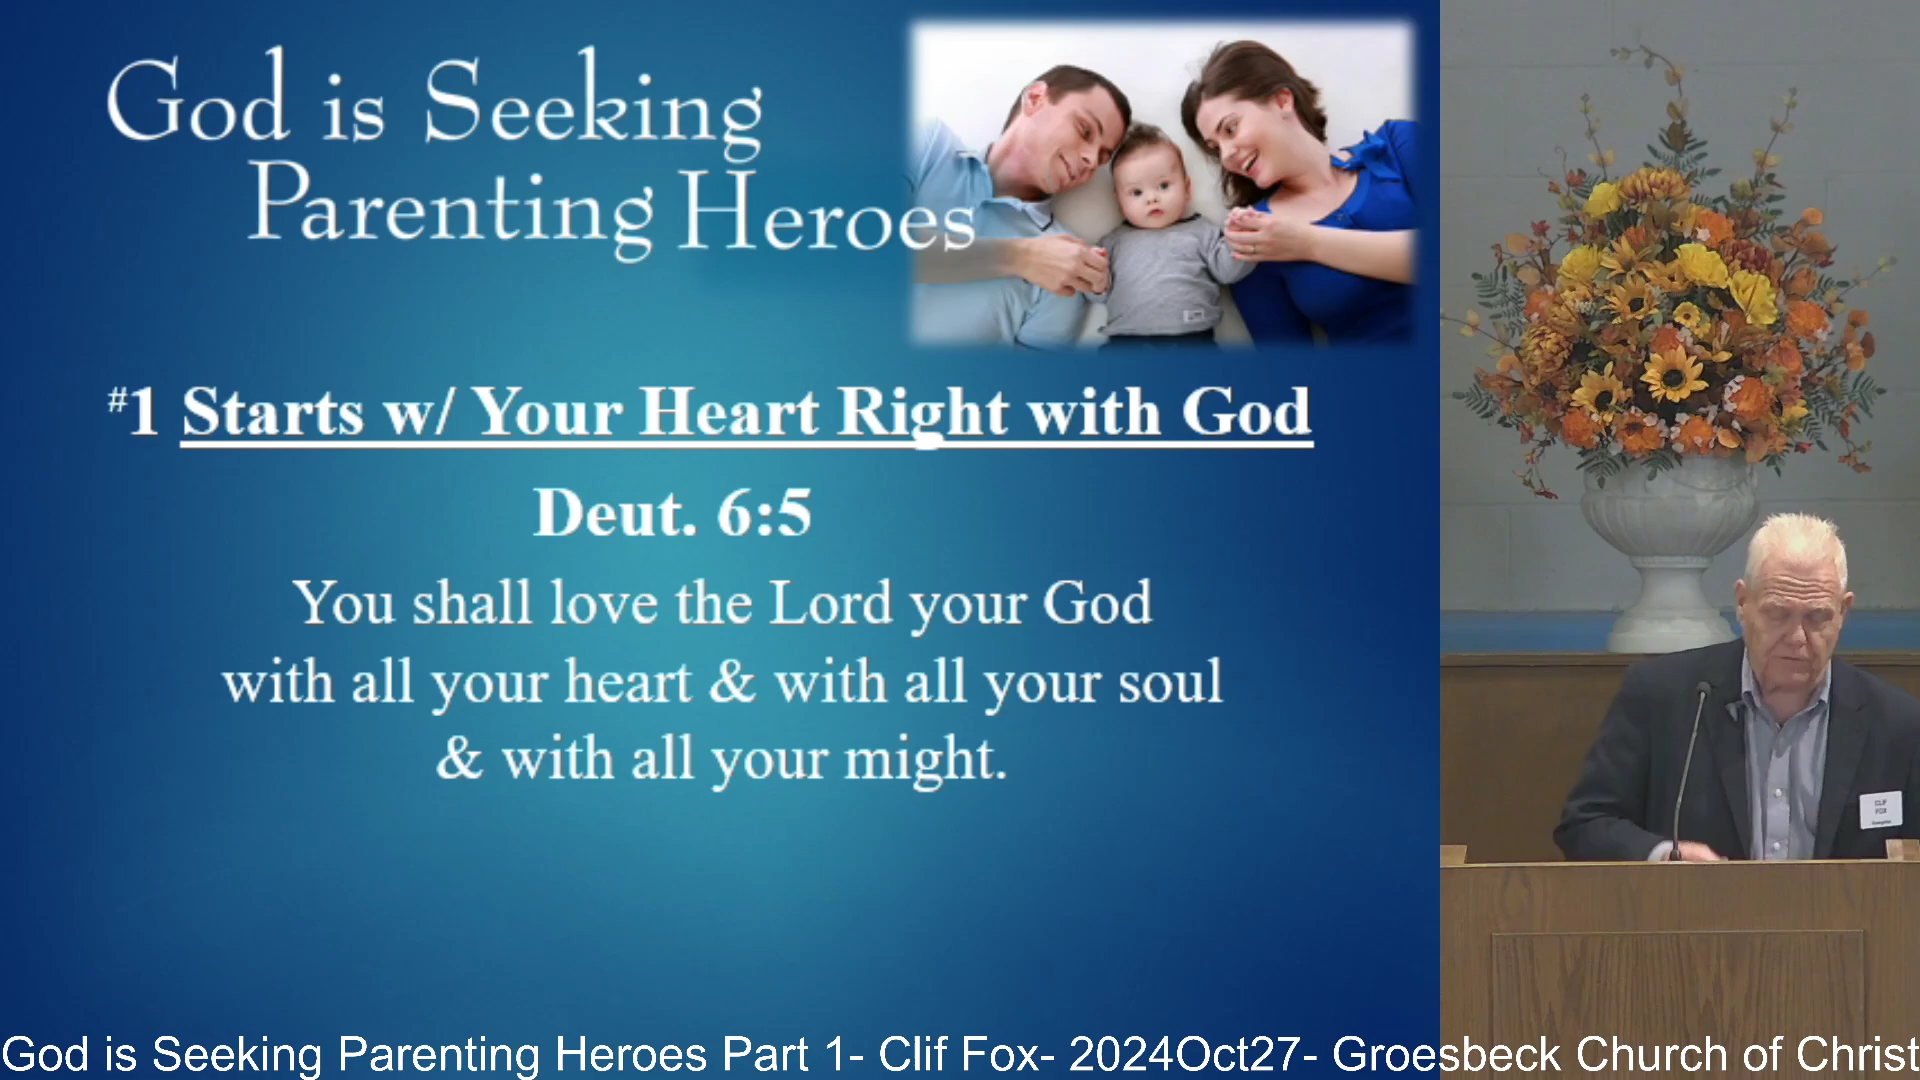 God is Seeking
Parenting Heroes
#1 Starts w/ Your Heart Right with God
Deut. 6:5
You shall love the Lord your God
with all your heart & with all your soul
& with all your might.
CLIF
FOX
God is Seeking Parenting Heroes Part 1- Clif Fox- 2024Oct27- Groesbeck Church of Christ